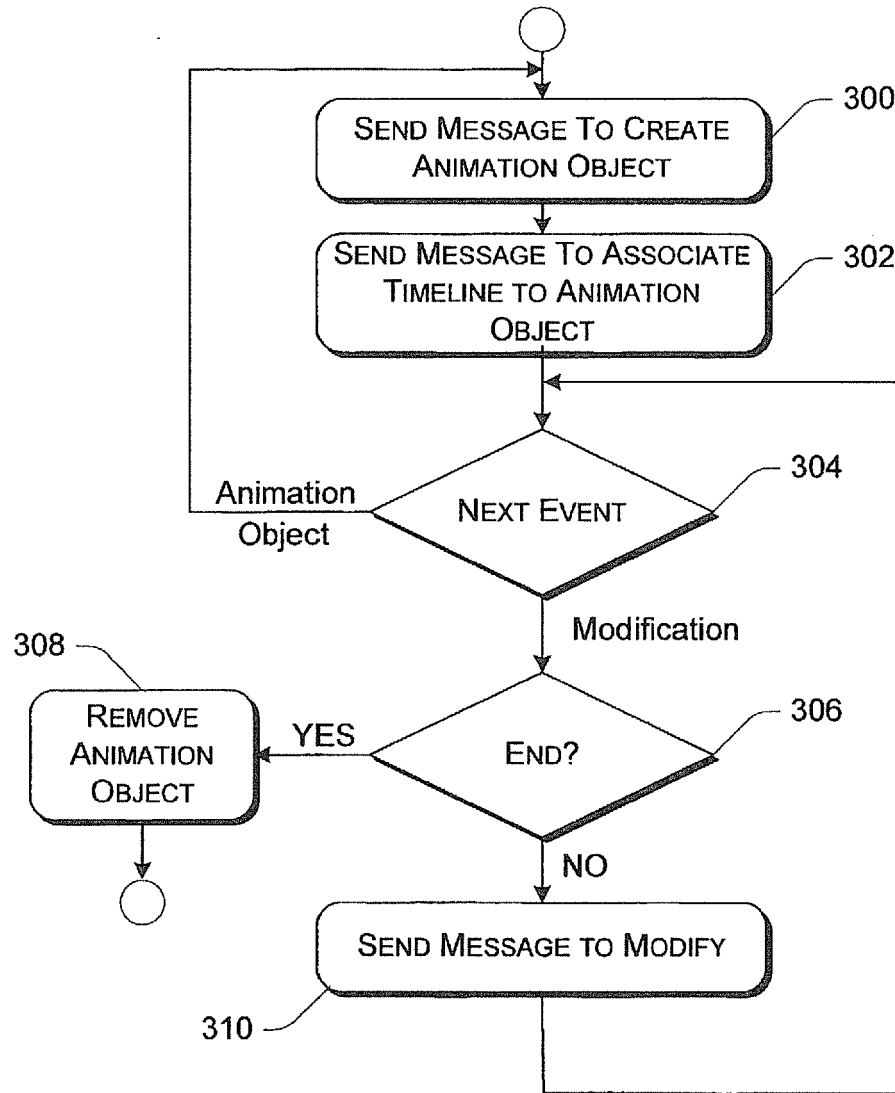 300
SEND MESSAGE TO CREATE
ANIMATION OBJECT
302
SEND MESSAGE TO ASSOCIATE
TIMELINE TO ANIMATION
OBJECT
304
Animation
Object
NEXT EVENT
Modification
308
306
REMOVE
ANIMATION
OBJECT
YES
END?
NO
SEND MESSAGE TO MODIFY
310